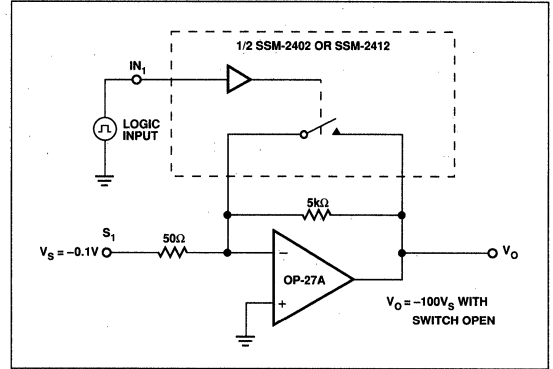 1/2 SSM-2402 OR SSM-2412
IN1
LOGIC
INPUT
5kΩ
S1
50Ω
VS = –0.1V
–
+
OP-27A
VO
VO = –100VS WITH
SWITCH OPEN